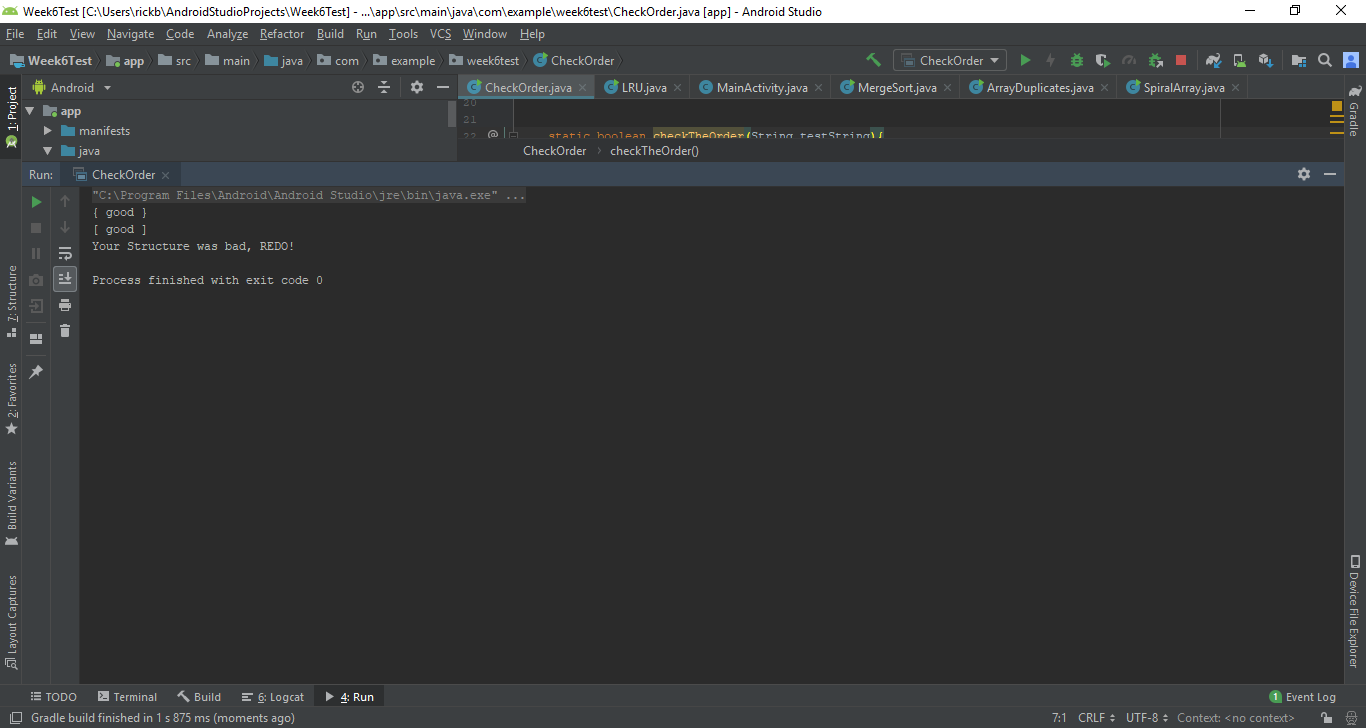 Week6Test [C:\Users\rickb\AndroidStudioProjects\Week6Test] - ...\app\src\main\java\com\example\week6test\CheckOrder.java [app] - Android Studio
File Edit View Navigate Code Analyze Refactor Build Run Tools VCS Window Help
Week6Test app src main java com example week6test CheckOrder CheckOrder
1: Project
Android
CheckOrder.java LRU.java MainActivity.java MergeSort.java ArrayDuplicates.java SpiralArray.java
Gradle
app
manifests
java
20
21
22 @ static boolean checkTheOrder(String testString){
CheckOrder checkTheOrder()
Run: CheckOrder
"C:\Program Files\Android\Android Studio\jre\bin\java.exe" ...
{ good }
[ good ]
Your Structure was bad, REDO!
Process finished with exit code 0
7: Structure
2: Favorites
Build Variants
Layout Captures
Device File Explorer
TODO Terminal Build 6: Logcat 4: Run 1 Event Log
Gradle build finished in 1 s 875 ms (moments ago) 7:1 CRLF UTF-8 Context: <no context>